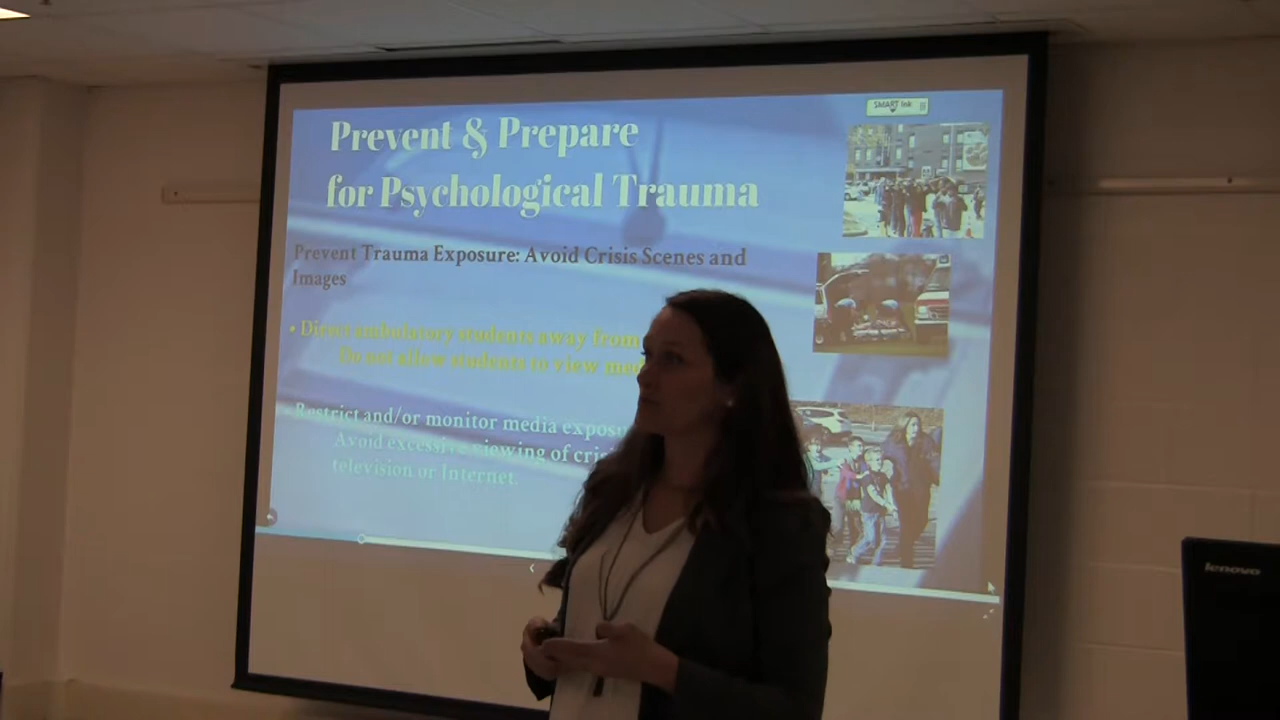 SMART Ink
Prevent & Prepare
for Psychological Trauma
Prevent Trauma Exposure: Avoid Crisis Scenes and
Images
• Direct ambulatory students away from
Do not allow students to view
• Restrict and/or monitor media
Avoid excessive viewing of
television or Internet.
lenovo